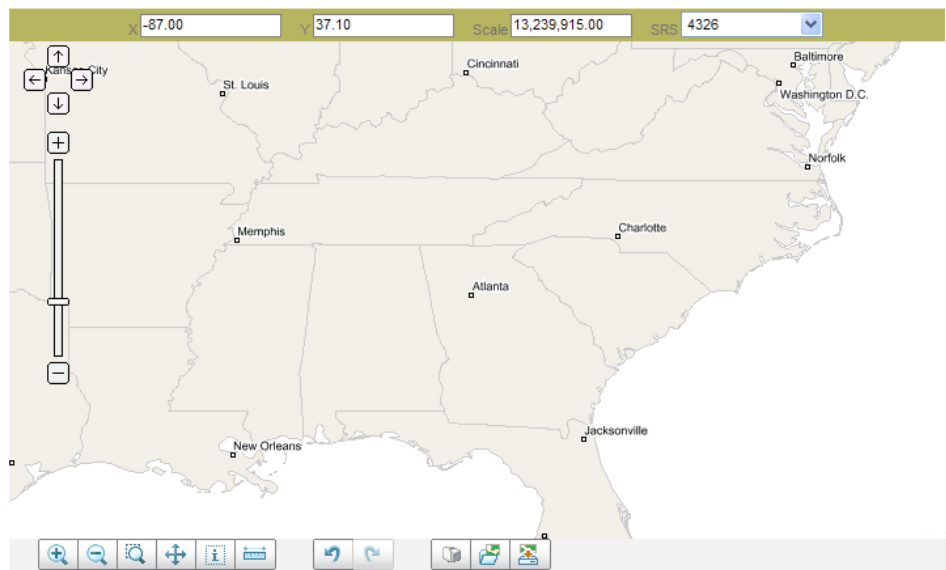 X -87.00 Y 37.10 Scale 13,239,915.00 SRS 4326
Baltimore
Cincinnati
Kansas City
St. Louis
Washington D.C.
Norfolk
Memphis
Charlotte
Atlanta
Jacksonville
New Orleans